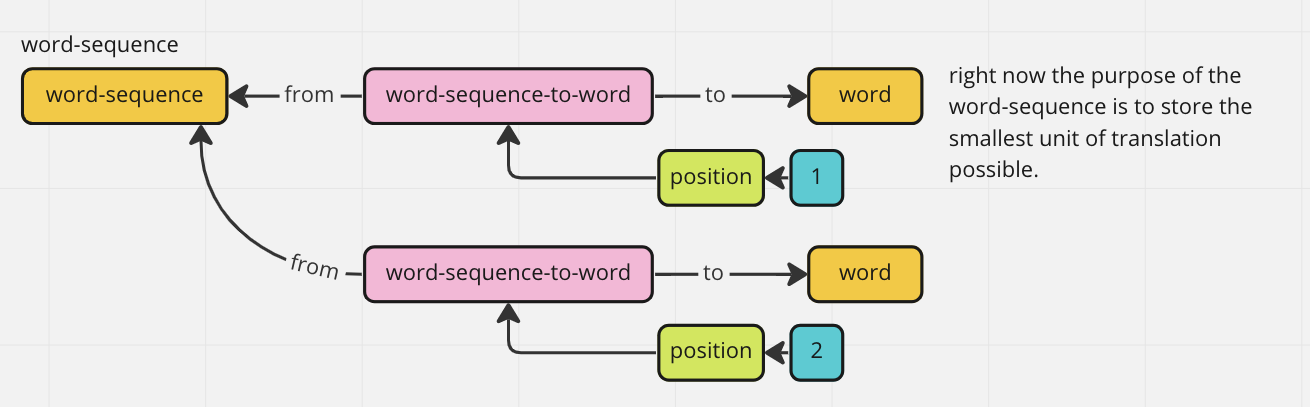 word-sequence
word-sequence
from
word-sequence-to-word
to
word
right now the purpose of the
word-sequence is to store the
smallest unit of translation
possible.
position
1
from
word-sequence-to-word
to
word
position
2